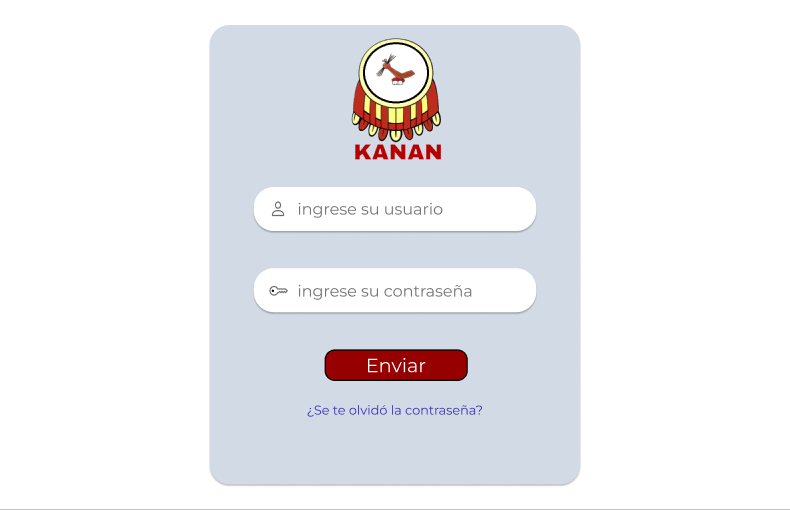 KANAN
ingrese su usuario
ingrese su contraseña
Enviar
¿Se te olvidó la contraseña?